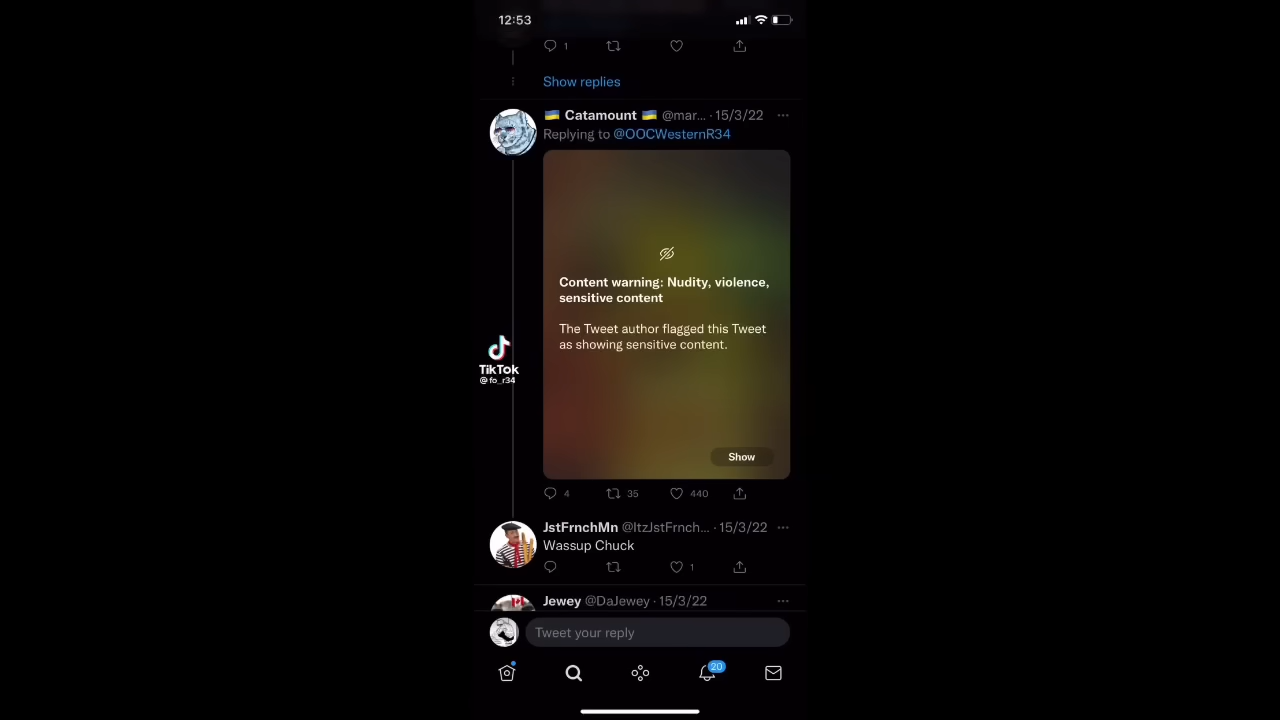 12:53
1
Show replies
Catamount @mar... · 15/3/22 ...
Replying to @OOCWesternR34
Content warning: Nudity, violence,
sensitive content
The Tweet author flagged this Tweet
as showing sensitive content.
TikTok
@fo_r34
Show
4 35 440
JstFrnchMn @ItzJstFrnch... · 15/3/22 ...
Wassup Chuck
1
Jewey @DaJewey · 15/3/22 ...
Tweet your reply
20